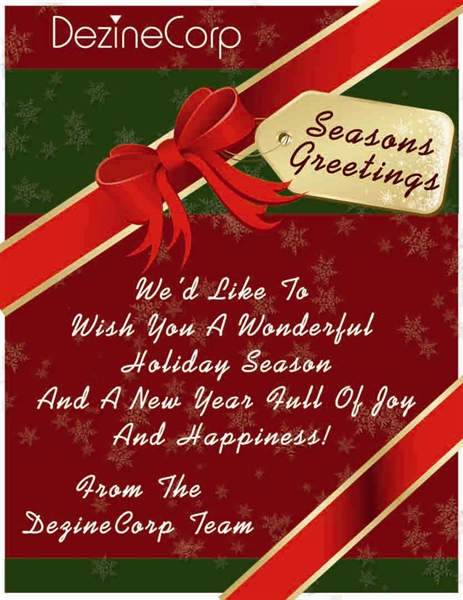 DezineCorp
Seasons
Greetings
We'd Like To
Wish You A Wonderful
Holiday Season
And A New Year Full Of Joy
And Happiness!
From The
DezineCorp Team